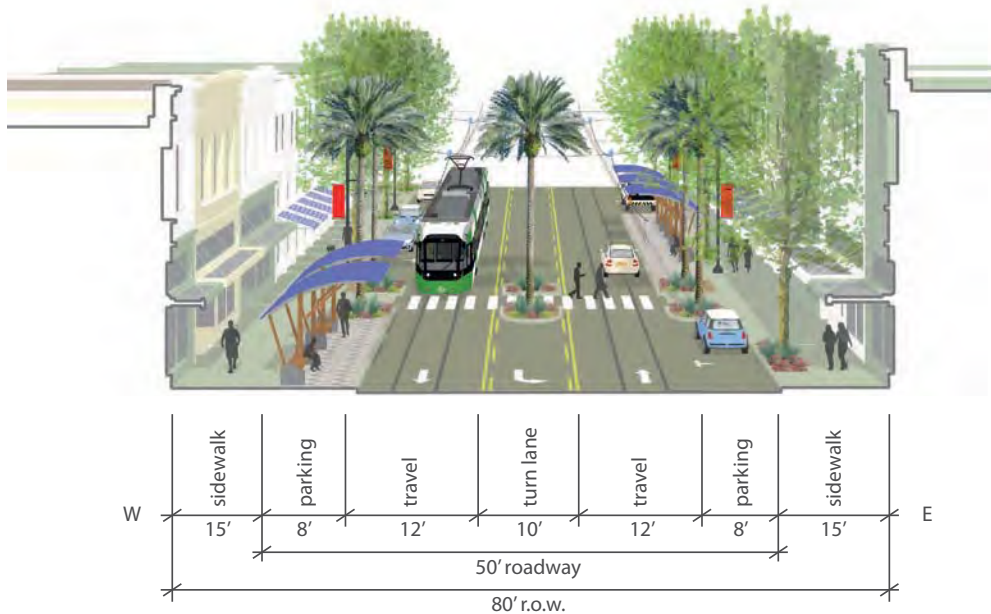 sidewalk
parking
travel
turn lane
travel
parking
sidewalk
W
E
15’
8’
12’
10’
12’
8’
15’
50’ roadway
80’ r.o.w.